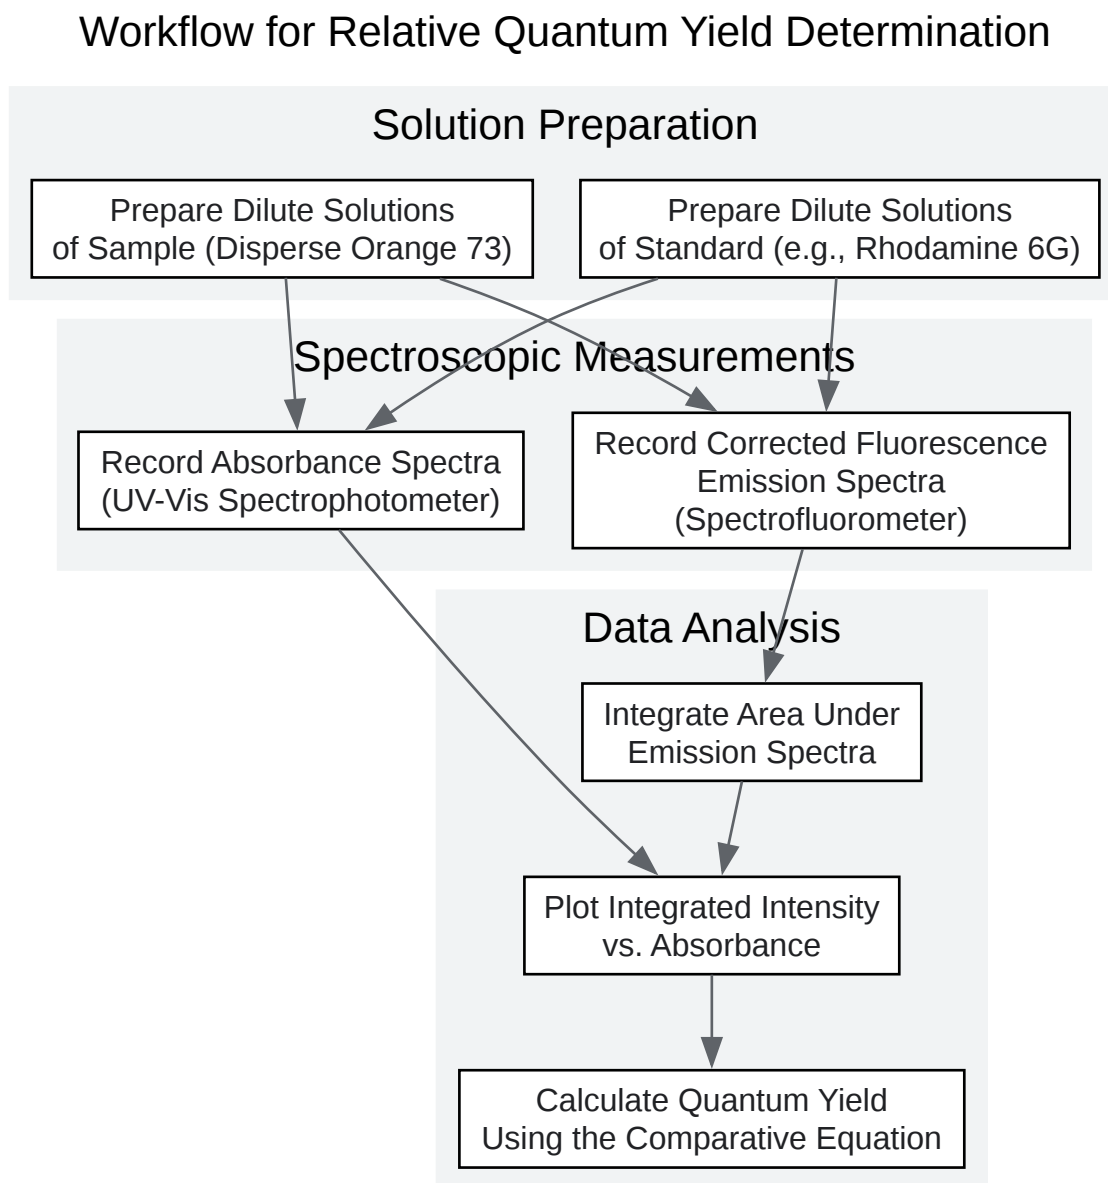 Workflow for Relative Quantum Yield Determination
Solution Preparation
Prepare Dilute Solutions
of Sample (Disperse Orange 73)
Prepare Dilute Solutions
of Standard (e.g., Rhodamine 6G)
Spectroscopic Measurements
Record Absorbance Spectra
(UV-Vis Spectrophotometer)
Record Corrected Fluorescence
Emission Spectra
(Spectrofluorometer)
Data Analysis
Integrate Area Under
Emission Spectra
Plot Integrated Intensity
vs. Absorbance
Calculate Quantum Yield
Using the Comparative Equation